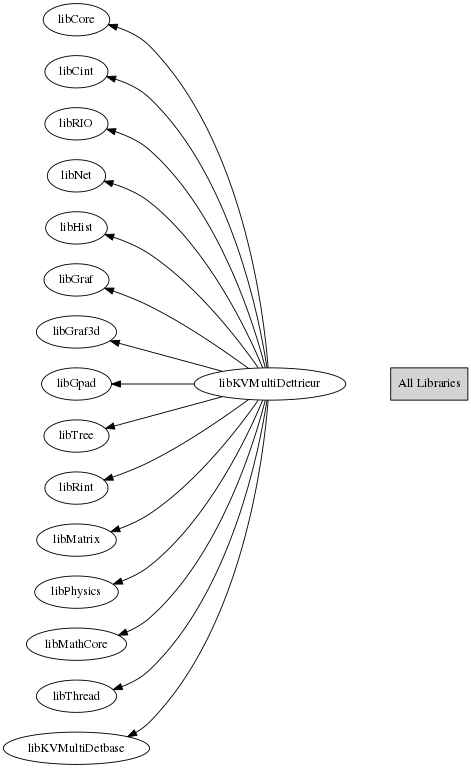 libCore
libCint
libRIO
libNet
libHist
libGraf
libGraf3d
libGpad
libKVMultiDettrieur
All Libraries
libTree
libRint
libMatrix
libPhysics
libMathCore
libThread
libKVMultiDetbase